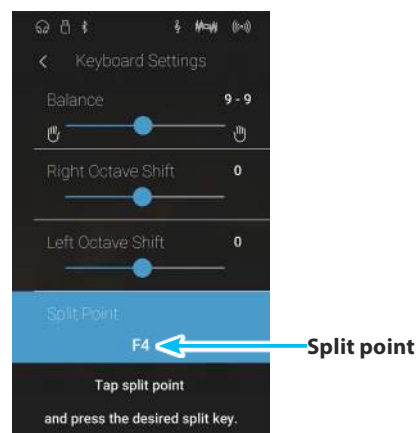 Keyboard Settings
Balance 9 - 9
Right Octave Shift 0
Left Octave Shift 0
Split Point
F4 Split point
Tap split point
and press the desired split key.